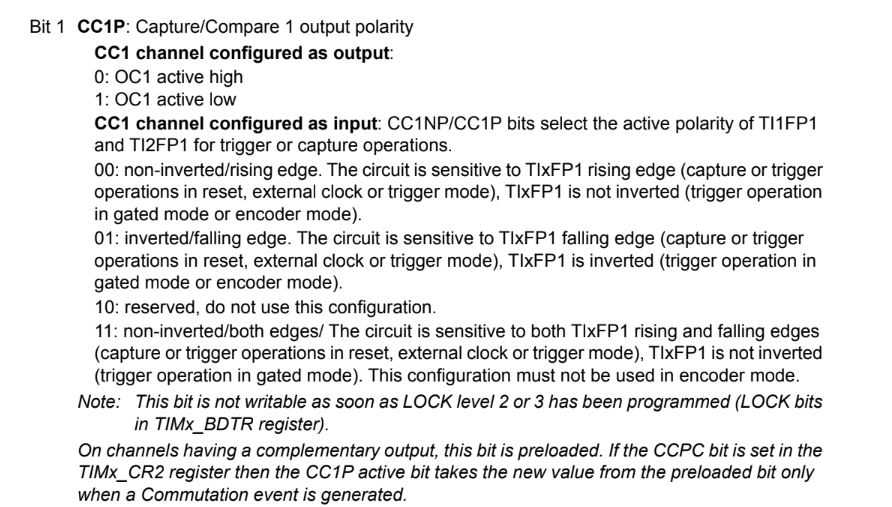 Bit 1 CC1P: Capture/Compare 1 output polarity
CC1 channel configured as output:
0: OC1 active high
1: OC1 active low
CC1 channel configured as input: CC1NP/CC1P bits select the active polarity of TI1FP1
and TI2FP1 for trigger or capture operations.
00: non-inverted/rising edge. The circuit is sensitive to TIxFP1 rising edge (capture or trigger
operations in reset, external clock or trigger mode), TIxFP1 is not inverted (trigger operation
in gated mode or encoder mode).
01: inverted/falling edge. The circuit is sensitive to TIxFP1 falling edge (capture or trigger
operations in reset, external clock or trigger mode), TIxFP1 is inverted (trigger operation in
gated mode or encoder mode).
10: reserved, do not use this configuration.
11: non-inverted/both edges/ The circuit is sensitive to both TIxFP1 rising and falling edges
(capture or trigger operations in reset, external clock or trigger mode), TIxFP1 is not inverted
(trigger operation in gated mode). This configuration must not be used in encoder mode.
Note: This bit is not writable as soon as LOCK level 2 or 3 has been programmed (LOCK bits
in TIMx_BDTR register).
On channels having a complementary output, this bit is preloaded. If the CCPC bit is set in the
TIMx_CR2 register then the CC1P active bit takes the new value from the preloaded bit only
when a Commutation event is generated.